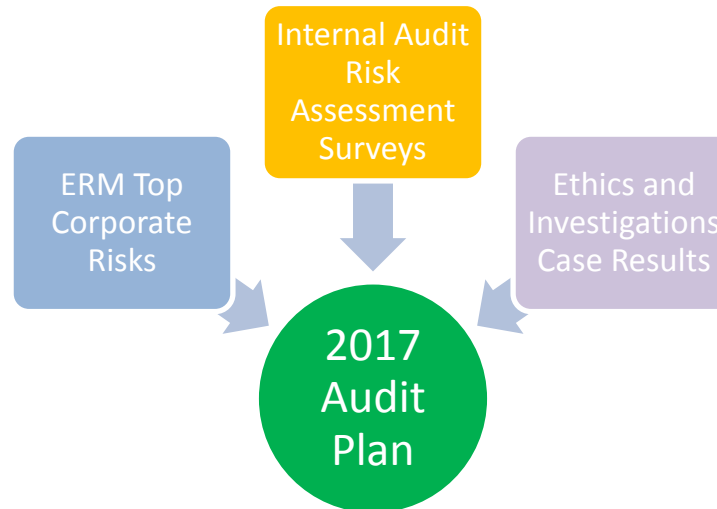 Internal Audit
Risk
Assessment
Surveys
ERM Top
Corporate
Risks
Ethics and
Investigations
Case Results
2017
Audit
Plan